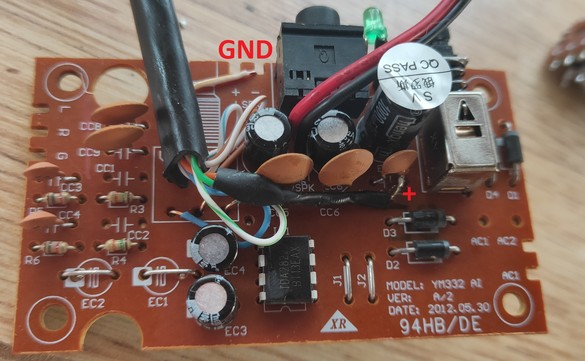 GND
QC PASS
L
R
G
CC8
CC9
CC1
CC3
R3
CC4
CC2
R6
R4
EC2
EC1
EC4
EC3
SPK
CC6
+
D4
D1
D3
D2
AC1
AC2
AC1
J1
J2
MODEL: YM332 AI
VER: A/2
DATE: 2012.05.30
94HB/DE
XR